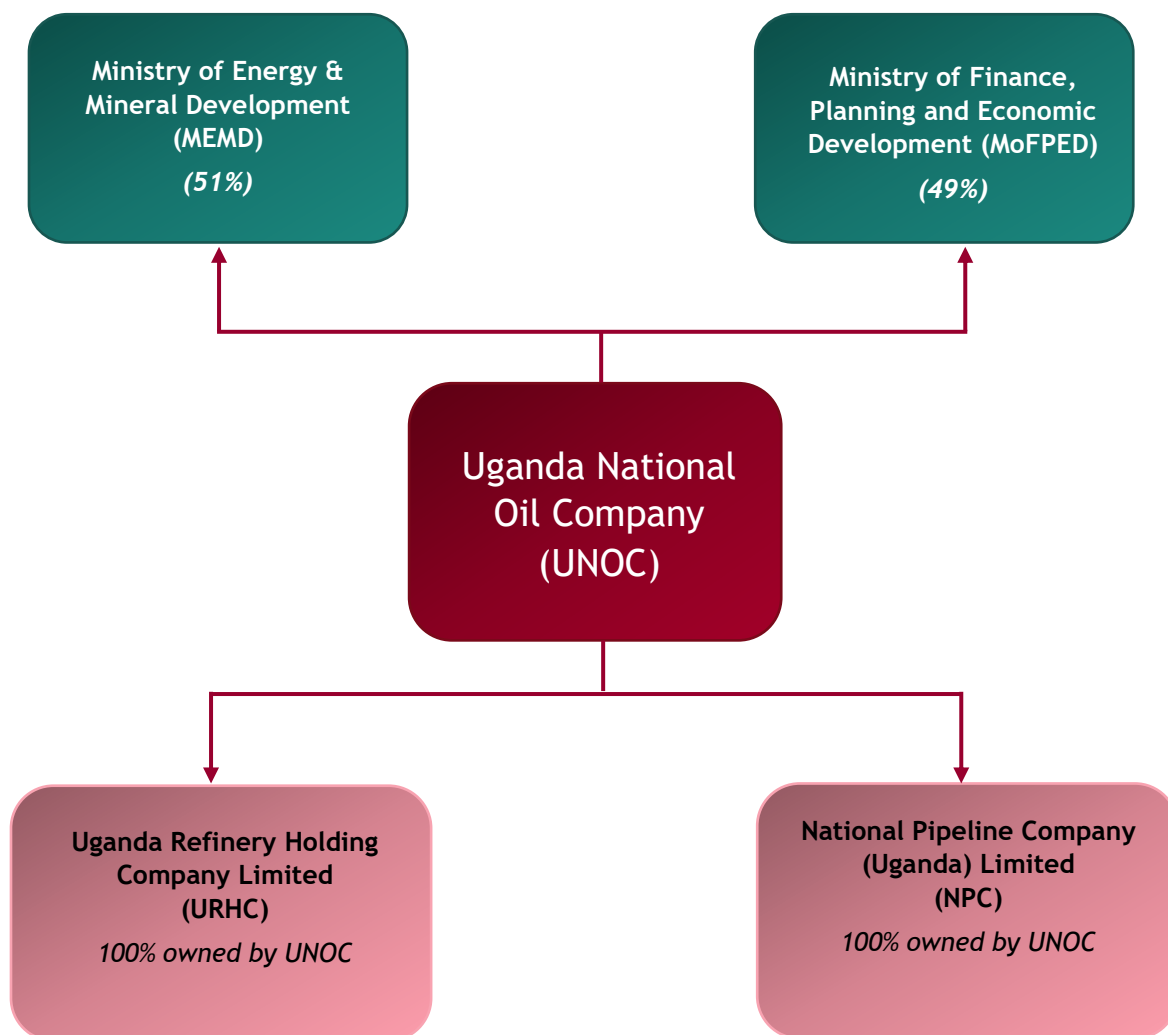 Ministry of Energy &
Mineral Development
(MEMD)
(51%)
Ministry of Finance,
Planning and Economic
Development (MoFPED)
(49%)
Uganda National
Oil Company
(UNOC)
Uganda Refinery Holding
Company Limited
(URHC)
100% owned by UNOC
National Pipeline Company
(Uganda) Limited
(NPC)
100% owned by UNOC